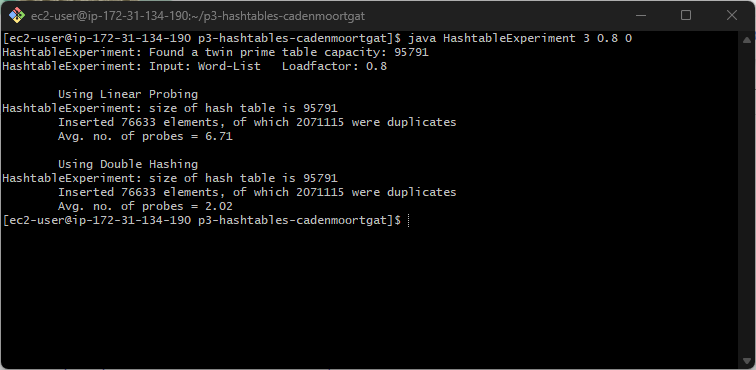 ec2-user@ip-172-31-134-190:~/p3-hashtables-cadenmoortgat
[ec2-user@ip-172-31-134-190 p3-hashtables-cadenmoortgat]$ java HashtableExperiment 3 0.8 0
HashtableExperiment: Found a twin prime table capacity: 95791
HashtableExperiment: Input: Word-List   Loadfactor: 0.8

        Using Linear Probing
HashtableExperiment: size of hash table is 95791
        Inserted 76633 elements, of which 2071115 were duplicates
        Avg. no. of probes = 6.71

        Using Double Hashing
HashtableExperiment: size of hash table is 95791
        Inserted 76633 elements, of which 2071115 were duplicates
        Avg. no. of probes = 2.02
[ec2-user@ip-172-31-134-190 p3-hashtables-cadenmoortgat]$